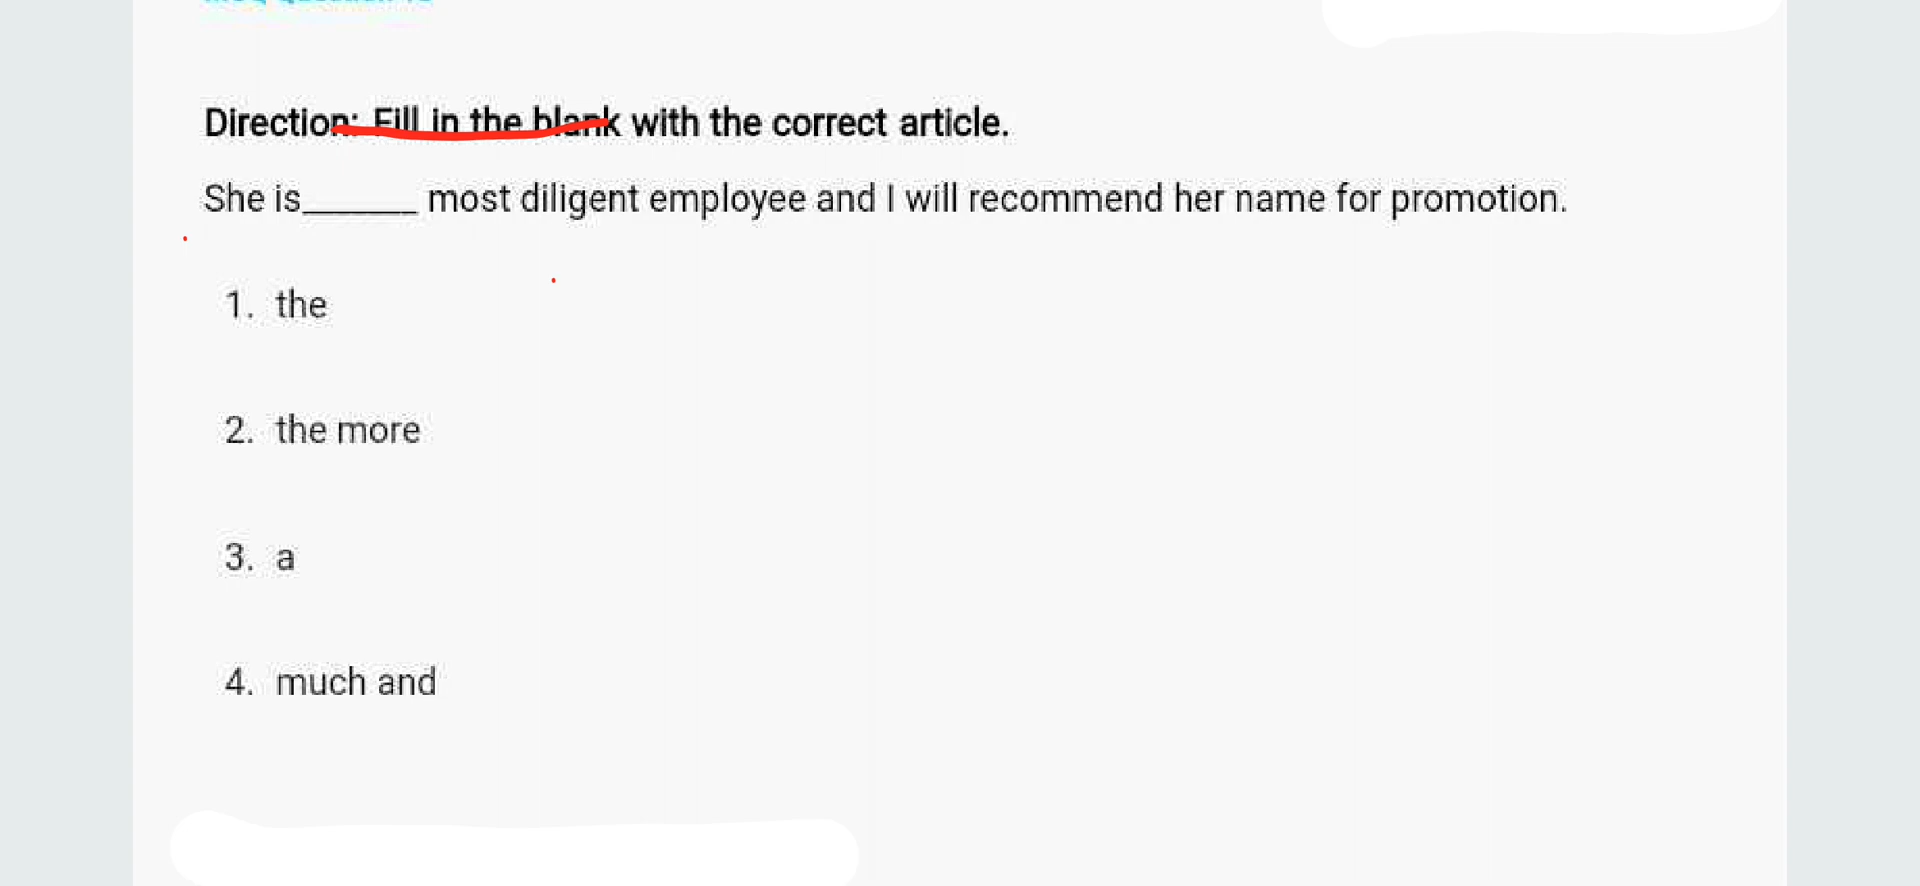 Direction: Fill in the blank with the correct article.
She is______ most diligent employee and I will recommend her name for promotion.
1. the
2. the more
3. a
4. much and